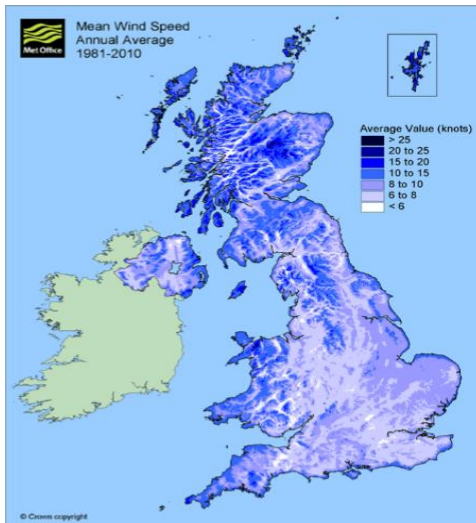 Met Office
Mean Wind Speed
Annual Average
1981-2010
Average Value (knots)
> 25
20 to 25
15 to 20
10 to 15
8 to 10
6 to 8
< 6
© Crown copyright